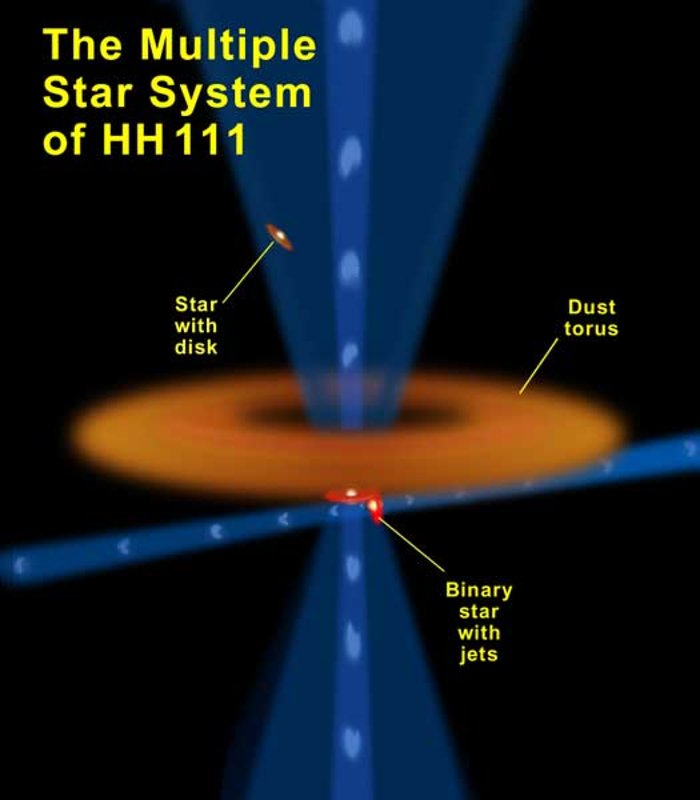 The Multiple
Star System
of HH 111
Star
with
disk
Dust
torus
Binary
star
with
jets